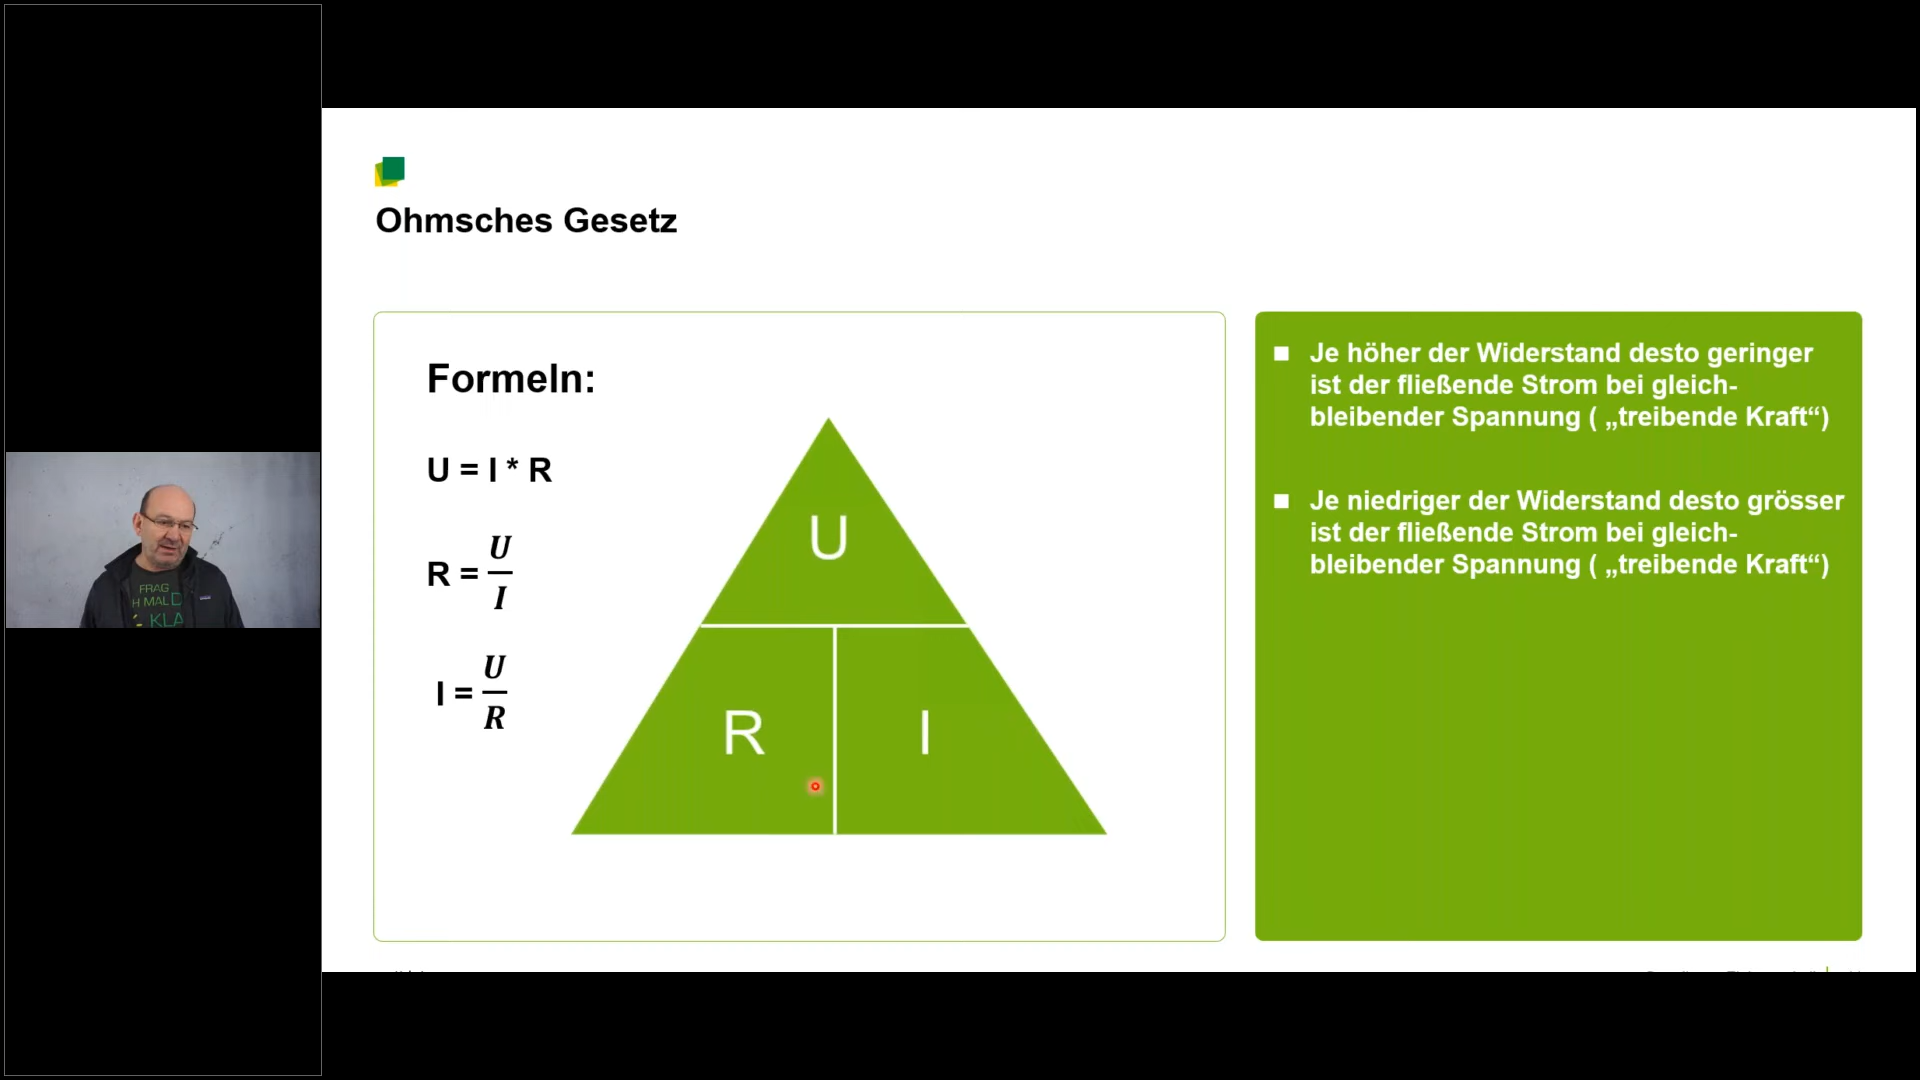 Ohmsches Gesetz
Formeln:
U = I * R
R = U/I
I = U/R
U
R I
Je höher der Widerstand desto geringer
ist der fließende Strom bei gleich-
bleibender Spannung ( „treibende Kraft“)
Je niedriger der Widerstand desto grösser
ist der fließende Strom bei gleich-
bleibender Spannung ( „treibende Kraft“)
FRAG
H MAL D
KLA